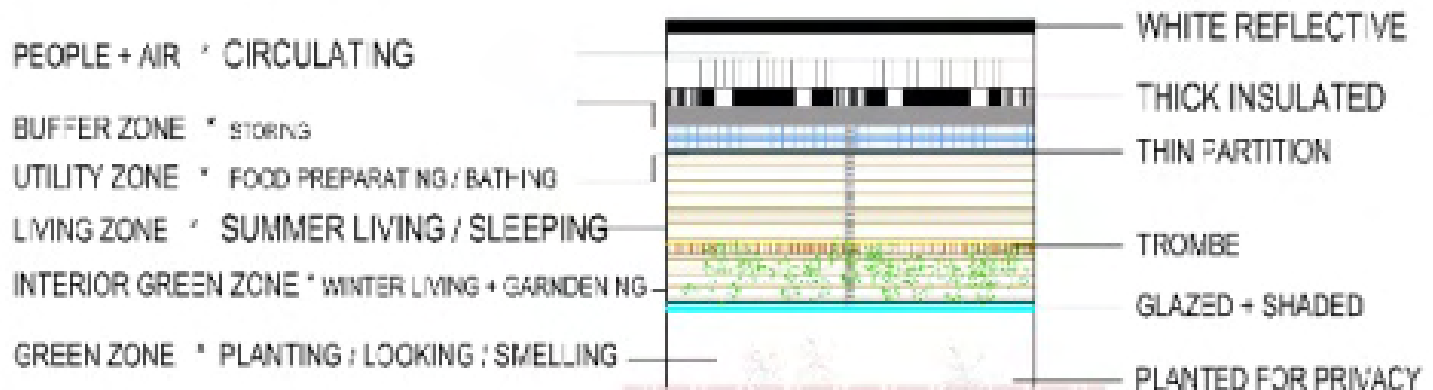 PEOPLE + AIR * CIRCULATING
BUFFER ZONE * STORING
UTILITY ZONE * FOOD PREPARATING / BATHING
LIVING ZONE * SUMMER LIVING / SLEEPING
INTERIOR GREEN ZONE * WINTER LIVING + GARNDENING
GREEN ZONE * PLANTING / LOOKING / SMELLING
WHITE REFLECTIVE
THICK INSULATED
THIN PARTITION
TROMBE
GLAZED + SHADED
PLANTED FOR PRIVACY